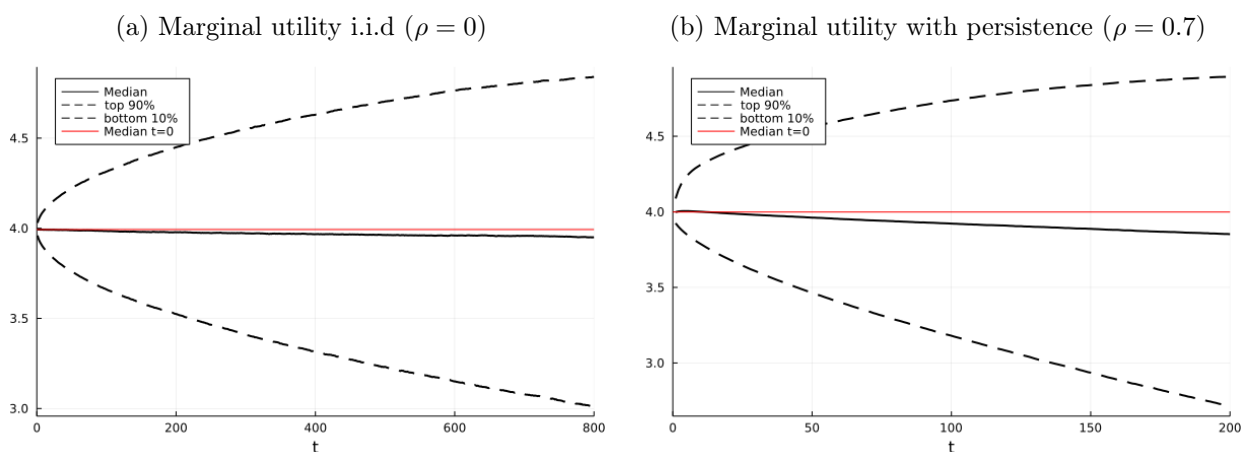 (a) Marginal utility i.i.d (ρ = 0)
Median
top 90%
bottom 10%
Median t=0
4.5
4.0
3.5
3.0
0 200 400 600 800
t
(b) Marginal utility with persistence (ρ = 0.7)
Median
top 90%
bottom 10%
Median t=0
4.5
4.0
3.5
3.0
0 50 100 150 200
t